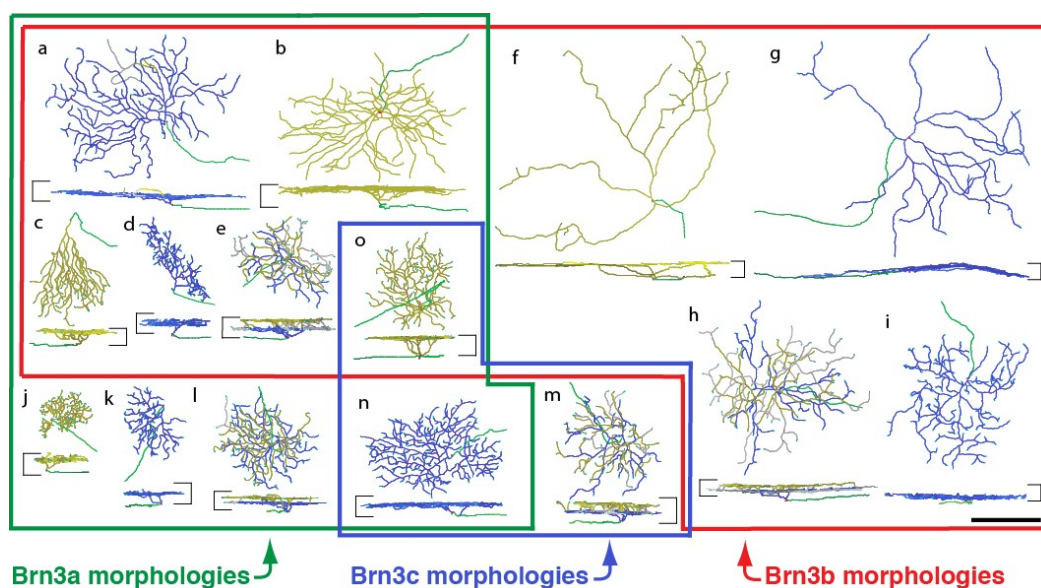 a b f g
c d e o
h i
j k l n m
Brn3a morphologies Brn3c morphologies Brn3b morphologies